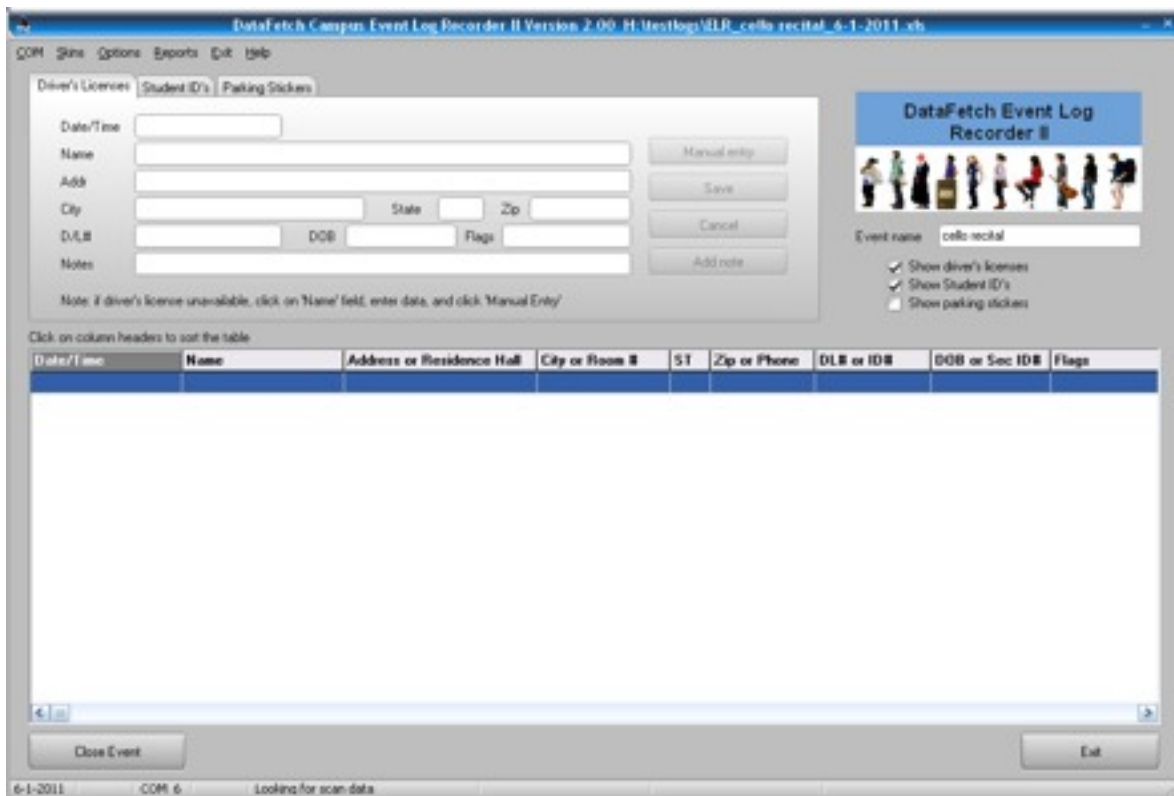 DataFetch Campus Event Log Recorder II Version 2.00 H:\testlogs\ELR_cello recital_6-1-2011.xls
COM Skins Options Reports Exit Help
Driver's Licenses Student ID's Parking Stickers
DataFetch Event Log
Recorder II
Date/Time
Name Manual entry
Addr Save
City State Zip Cancel
D/L# DOB Flags
Event name cello recital
Notes Add note
Show driver's licenses
Show Student ID's
Show parking stickers
Note: if driver's license unavailable, click on 'Name' field, enter data, and click 'Manual Entry'
Click on column headers to sort the table
Date/Time Name Address or Residence Hall City or Room # ST Zip or Phone DL# or ID# DOB or Sec ID# Flags
Close Event Exit
6-1-2011 COM 6 Looking for scan data